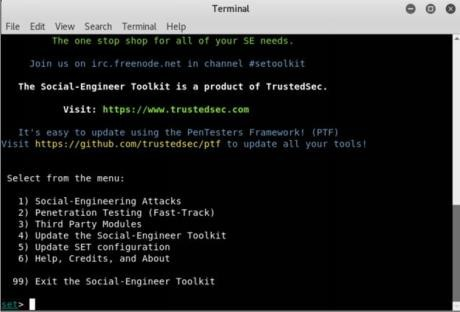 Terminal
File Edit View Search Terminal Help
The one stop shop for all of your SE needs.
Join us on irc.freenode.net in channel #setoolkit
The Social-Engineer Toolkit is a product of TrustedSec.
Visit: https://www.trustedsec.com
It's easy to update using the PenTesters Framework! (PTF)
Visit https://github.com/trustedsec/ptf to update all your tools!
Select from the menu:
1) Social-Engineering Attacks
2) Penetration Testing (Fast-Track)
3) Third Party Modules
4) Update the Social-Engineer Toolkit
5) Update SET configuration
6) Help, Credits, and About
99) Exit the Social-Engineer Toolkit
set>